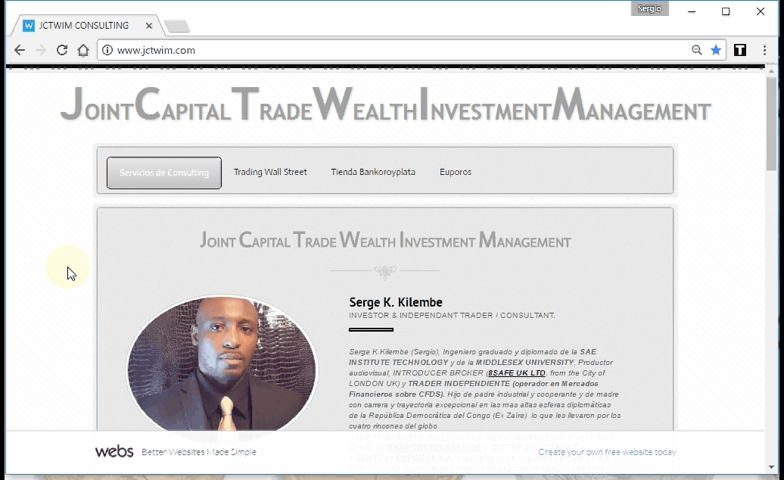 Sergio
JCTWIM CONSULTING
www.jctwim.com
JointCapitalTradeWealthInvestmentManagement
Servicios de Consulting Trading Wall Street Tienda Bankoroyplata Euporos
Joint Capital Trade Wealth Investment Management
Serge K. Kilembe
INVESTOR & INDEPENDANT TRADER / CONSULTANT.
Serge K.Kilembe (Sergio), Ingeniero graduado y diplomado de la SAE
INSTITUTE TECHNOLOGY y de la MIDDLESEX UNIVERSITY. Productor
audiovisual, INTRODUCER BROKER (8SAFE UK LTD, from the City of
LONDON UK) y TRADER INDEPENDIENTE (operador en Mercados
Financieros sobre CFDS). Hijo de padre industrial y cooperante y de madre
con carrera y trayectoria excepcional en las mas altas esferas diplomáticas
de la República Democrática del Congo (Ex Zaire) lo que les llevaron por los
cuatro rincones del globo.
webs Better Websites Made Simple Create your own free website today